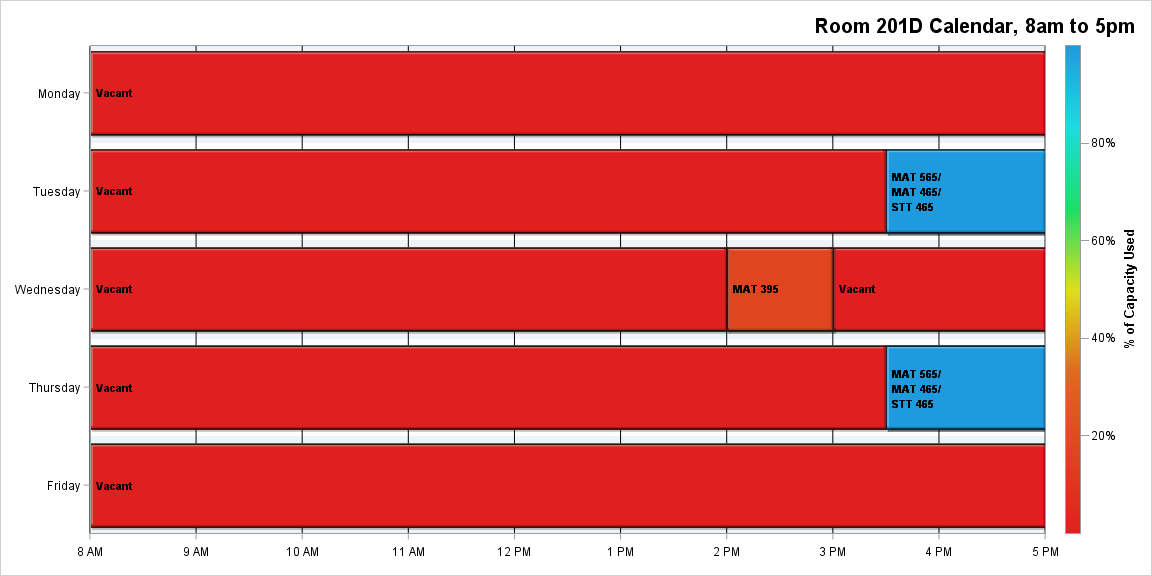 Room 201D Calendar, 8am to 5pm
Monday
Vacant
Tuesday
Vacant
MAT 565/
MAT 465/
STT 465
Wednesday
Vacant
MAT 395
Vacant
Thursday
Vacant
MAT 565/
MAT 465/
STT 465
Friday
Vacant
8 AM
9 AM
10 AM
11 AM
12 PM
1 PM
2 PM
3 PM
4 PM
5 PM
80%
60%
40%
20%
% of Capacity Used